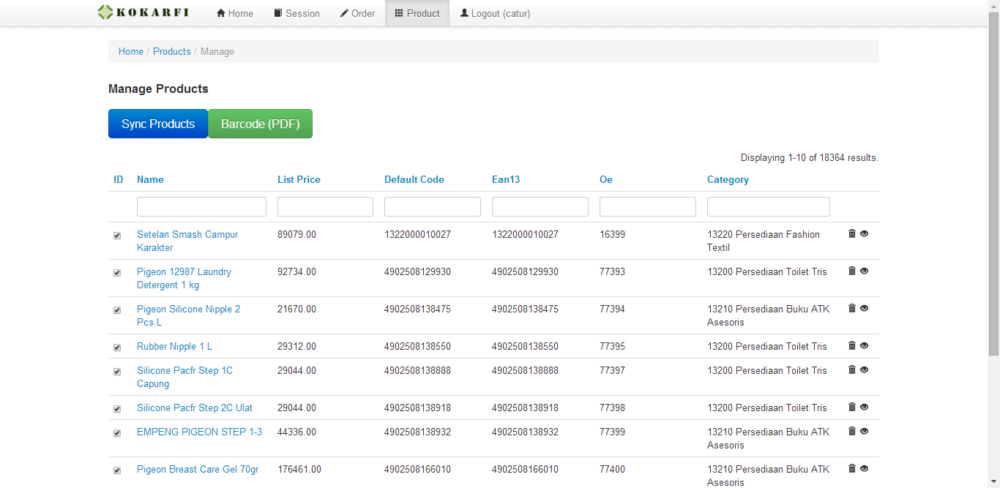 KOKARFI Home Session Order Product Logout (catur)
Home / Products / Manage
Manage Products
Sync Products Barcode (PDF)
Displaying 1-10 of 18364 results.
ID Name List Price Default Code Ean13 Oe Category
Setelan Smash Campur 89079.00 1322000010027 1322000010027 16399 13220 Persediaan Fashion
Karakter Textil
Pigeon 12987 Laundry 92734.00 4902508129930 4902508129930 77393 13200 Persediaan Toilet Tris
Detergent 1 kg
Pigeon Silicone Nipple 2 21670.00 4902508138475 4902508138475 77394 13210 Persediaan Buku ATK
Pcs.L Asesoris
Rubber Nipple 1 L 29312.00 4902508138550 4902508138550 77395 13200 Persediaan Toilet Tris
Silicone Pacfr Step 1C 29044.00 4902508138888 4902508138888 77397 13200 Persediaan Toilet Tris
Capung
Silicone Pacfr Step 2C Ulat 29044.00 4902508138918 4902508138918 77398 13200 Persediaan Toilet Tris
EMPENG PIGEON STEP 1-3 44336.00 4902508138932 4902508138932 77399 13210 Persediaan Buku ATK
Asesoris
Pigeon Breast Care Gel 70gr 176461.00 4902508166010 4902508166010 77400 13210 Persediaan Buku ATK
Asesoris